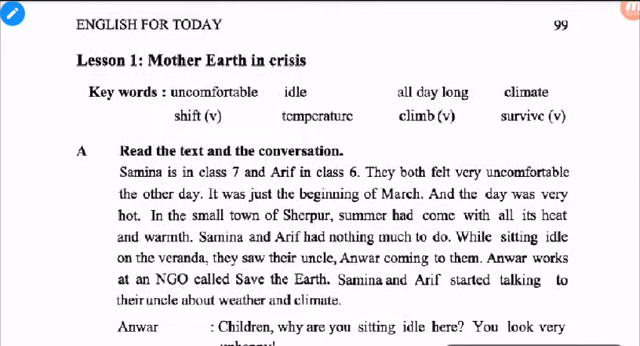 ENGLISH FOR TODAY 99
Lesson 1: Mother Earth in crisis
Key words : uncomfortable idle all day long climate
shift (v) temperature climb (v) survive (v)
A Read the text and the conversation.
Samina is in class 7 and Arif in class 6. They both felt very uncomfortable
the other day. It was just the beginning of March. And the day was very
hot. In the small town of Sherpur, summer had come with all its heat
and warmth. Samina and Arif had nothing much to do. While sitting idle
on the veranda, they saw their uncle, Anwar coming to them. Anwar works
at an NGO called Save the Earth. Samina and Arif started talking to
their uncle about weather and climate.
Anwar : Children, why are you sitting idle here? You look very